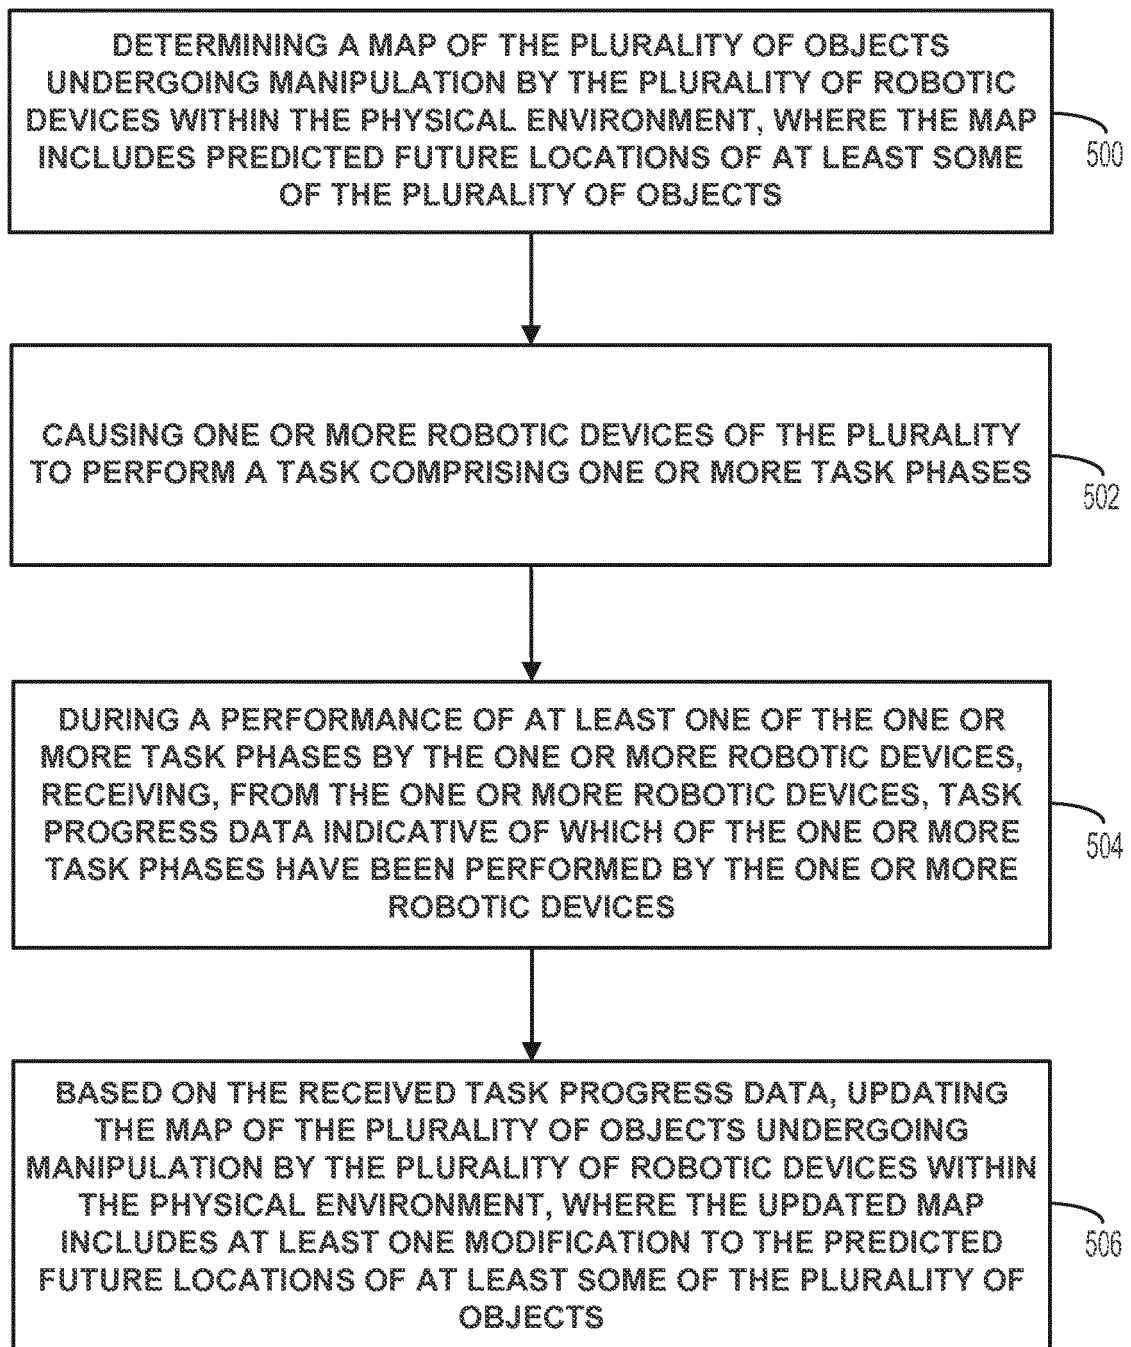 DETERMINING A MAP OF THE PLURALITY OF OBJECTS
UNDERGOING MANIPULATION BY THE PLURALITY OF ROBOTIC
DEVICES WITHIN THE PHYSICAL ENVIRONMENT, WHERE THE MAP
INCLUDES PREDICTED FUTURE LOCATIONS OF AT LEAST SOME
OF THE PLURALITY OF OBJECTS
500
CAUSING ONE OR MORE ROBOTIC DEVICES OF THE PLURALITY
TO PERFORM A TASK COMPRISING ONE OR MORE TASK PHASES
502
DURING A PERFORMANCE OF AT LEAST ONE OF THE ONE OR
MORE TASK PHASES BY THE ONE OR MORE ROBOTIC DEVICES,
RECEIVING, FROM THE ONE OR MORE ROBOTIC DEVICES, TASK
PROGRESS DATA INDICATIVE OF WHICH OF THE ONE OR MORE
TASK PHASES HAVE BEEN PERFORMED BY THE ONE OR MORE
ROBOTIC DEVICES
504
BASED ON THE RECEIVED TASK PROGRESS DATA, UPDATING
THE MAP OF THE PLURALITY OF OBJECTS UNDERGOING
MANIPULATION BY THE PLURALITY OF ROBOTIC DEVICES WITHIN
THE PHYSICAL ENVIRONMENT, WHERE THE UPDATED MAP
INCLUDES AT LEAST ONE MODIFICATION TO THE PREDICTED
FUTURE LOCATIONS OF AT LEAST SOME OF THE PLURALITY OF
OBJECTS
506